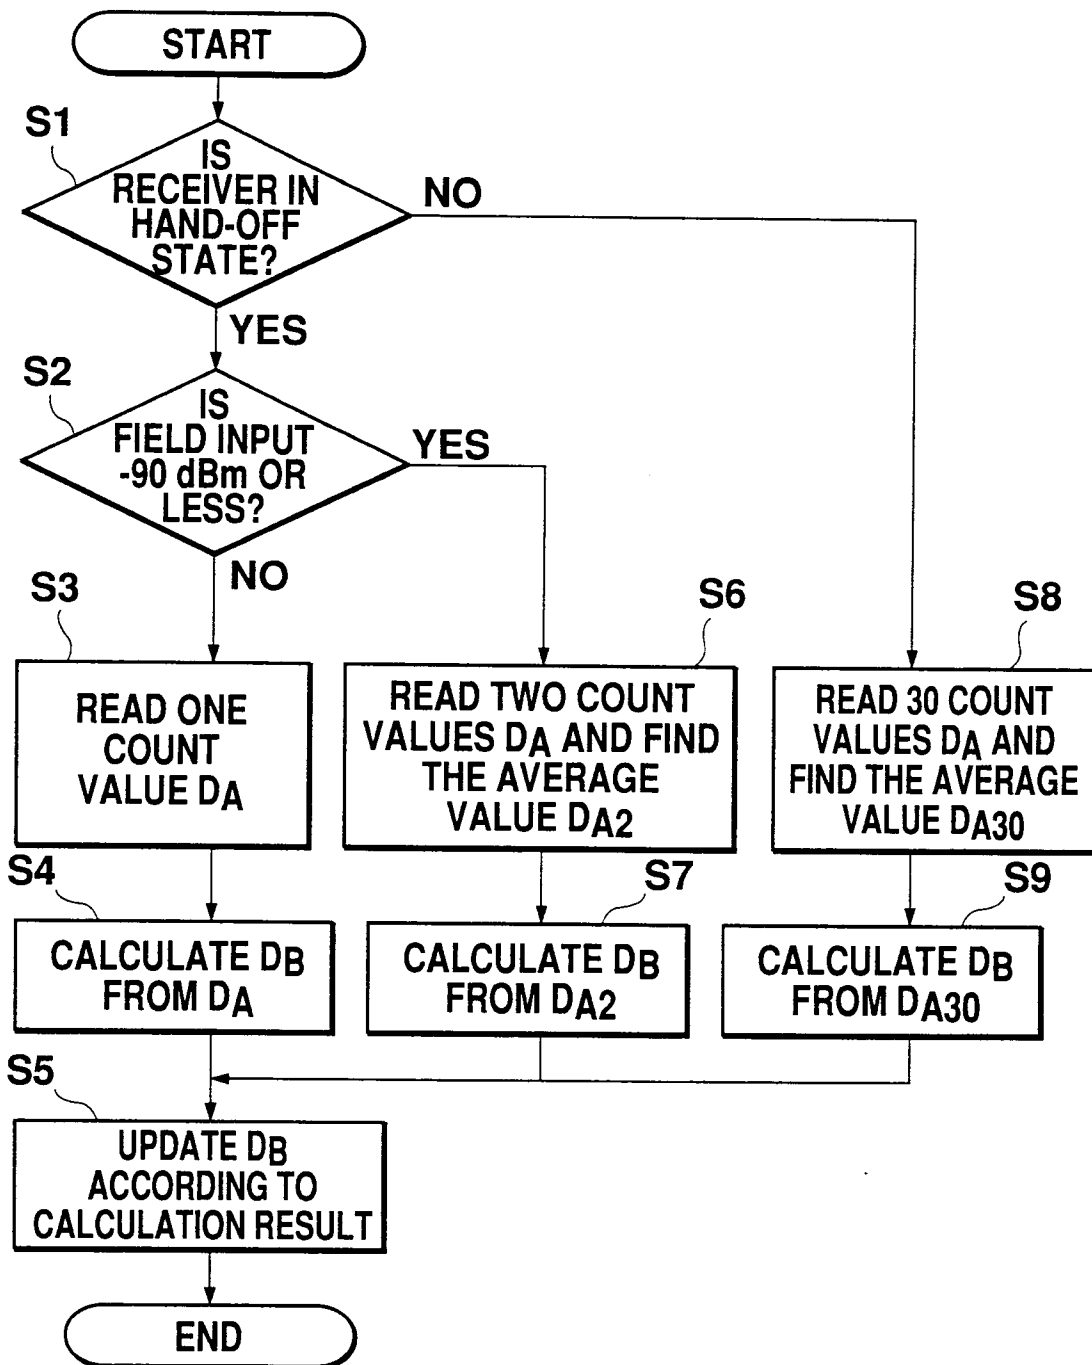 START
S1
IS
RECEIVER IN
HAND-OFF
STATE?
NO
YES
S2
IS
FIELD INPUT
-90 dBm OR
LESS?
YES
NO
S3
READ ONE
COUNT
VALUE DA
S6
READ TWO COUNT
VALUES DA AND FIND
THE AVERAGE
VALUE DA2
S8
READ 30 COUNT
VALUES DA AND
FIND THE AVERAGE
VALUE DA30
S4
CALCULATE DB
FROM DA
S7
CALCULATE DB
FROM DA2
S9
CALCULATE DB
FROM DA30
S5
UPDATE DB
ACCORDING TO
CALCULATION RESULT
END